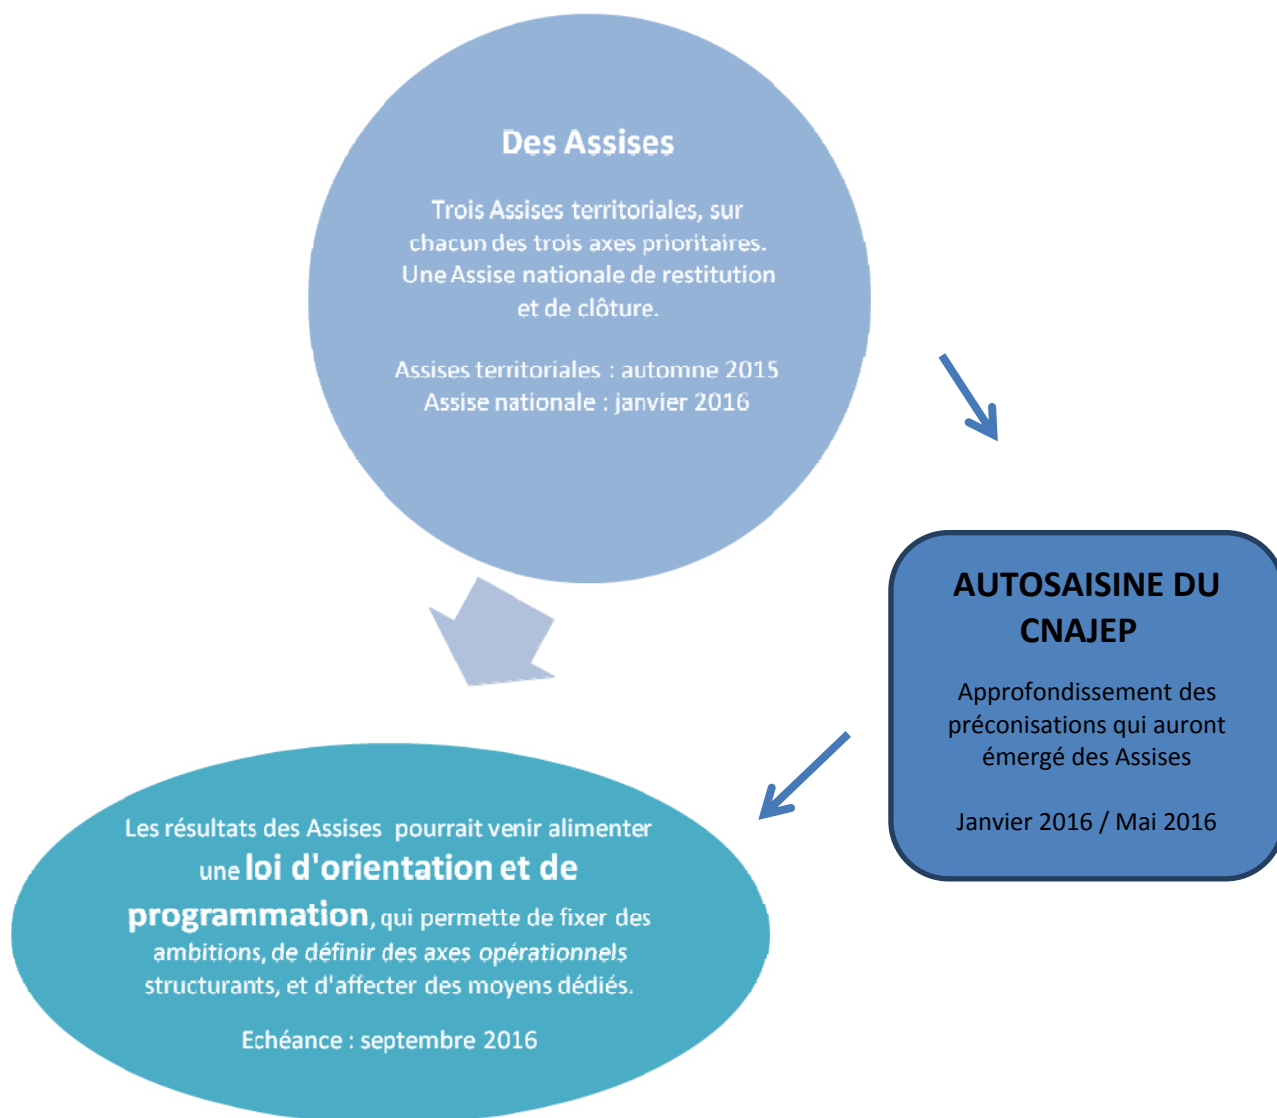 Des Assises
Trois Assises territoriales, sur
chacun des trois axes prioritaires.
Une Assise nationale de restitution
et de clôture.
Assises territoriales : automne 2015
Assise nationale : janvier 2016
AUTOSAISINE DU
CNAJEP
Approfondissement des
préconisations qui auront
émergé des Assises
Janvier 2016 / Mai 2016
Les résultats des Assises pourrait venir alimenter
une loi d'orientation et de
programmation, qui permette de fixer des
ambitions, de définir des axes opérationnels
structurants, et d'affecter des moyens dédiés.
Echéance : septembre 2016